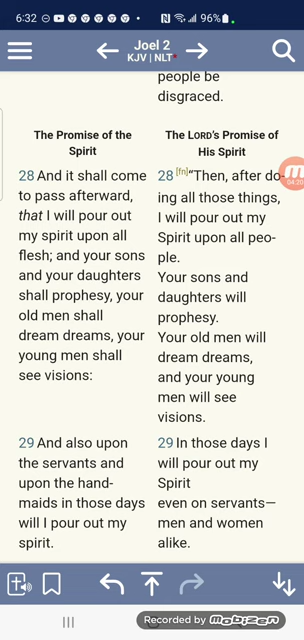 6:32
96%
Joel 2
KJV | NLT*
people be
disgraced.
The Promise of the
Spirit
28 And it shall come
to pass afterward,
that I will pour out
my spirit upon all
flesh; and your sons
and your daughters
shall prophesy, your
old men shall
dream dreams, your
young men shall
see visions:
29 And also upon
the servants and
upon the hand-
maids in those days
will I pour out my
spirit.
The LORD's Promise of
His Spirit
28 [fn]“Then, after do-
ing all those things,
I will pour out my
Spirit upon all peo-
ple.
Your sons and
daughters will
prophesy.
Your old men will
dream dreams,
and your young
men will see
visions.
29 In those days I
will pour out my
Spirit
even on servants—
men and women
alike.
04:20
Recorded by mobizen